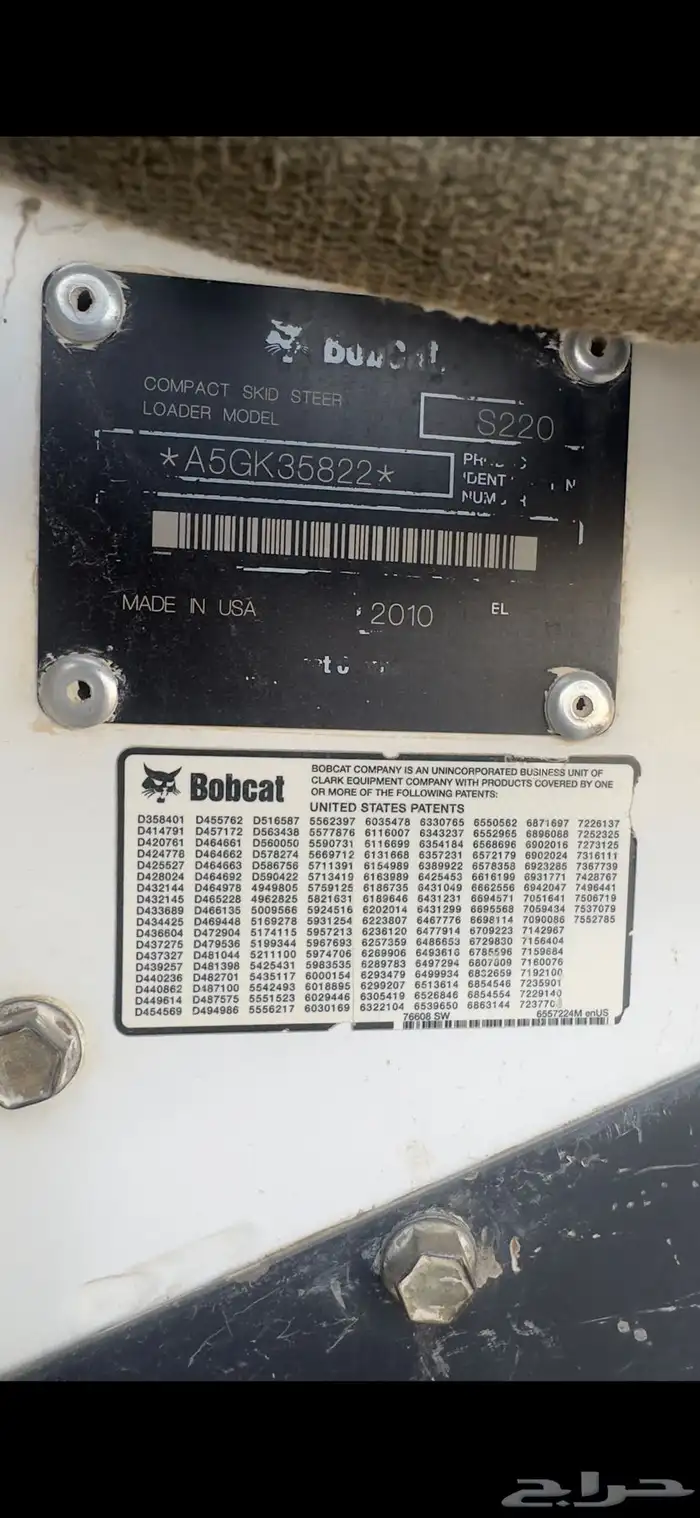 Bobcat
COMPACT SKID STEER
LOADER MODEL
S220
*A5GK35822*
MADE IN USA
2010
EL
Bobcat
BOBCAT COMPANY IS AN UNINCORPORATED BUSINESS UNIT OF
CLARK EQUIPMENT COMPANY WITH PRODUCTS COVERED BY ONE
OR MORE OF THE FOLLOWING PATENTS:
UNITED STATES PATENTS
D358401 D455762 D516587 5562397 6035478 6330765 6550562 6871697 7226137
D414791 D457172 D563438 5577876 6116007 6343237 6552965 6896088 7252325
D420761 D464661 D560050 5590731 6116699 6354184 6568696 6902016 7273125
D424778 D464662 D578274 5669712 6131668 6357231 6572179 6902024 7316111
D425527 D464663 D586756 5711391 6154989 6389922 6578358 6923285 7367739
D428024 D464692 D590422 5713419 6163989 6425453 6616199 6931771 7428767
D432144 D464978 4949805 5759125 6186735 6431049 6662556 6942047 7496441
D432145 D465228 4962825 5821631 6189646 6431231 6694571 7051641 7506719
D433689 D466135 5009566 5924516 6202014 6431299 6695568 7059434 7537079
D434425 D469448 5169278 5931254 6223807 6467776 6698114 7090086 7552785
D436604 D472904 5174115 5957213 6236120 6477914 6709223 7142967
D437275 D479536 5199344 5967693 6257359 6486653 6729830 7156404
D437327 D481044 5211100 5974706 6269906 6493616 6785596 7159684
D439257 D481398 5425431 5983535 6289783 6497294 6807809 7160076
D440236 D482701 5435117 6000154 6293479 6499934 6832659 7192100
D440862 D487100 5542493 6018895 6299207 6513614 6854546 7235901
D449614 D487575 5551523 6029446 6305419 6526846 6854554 7229140
D454569 D494986 5556217 6030169 6322104 6539650 6863144
76608 SW
6557224M enUS
حراج